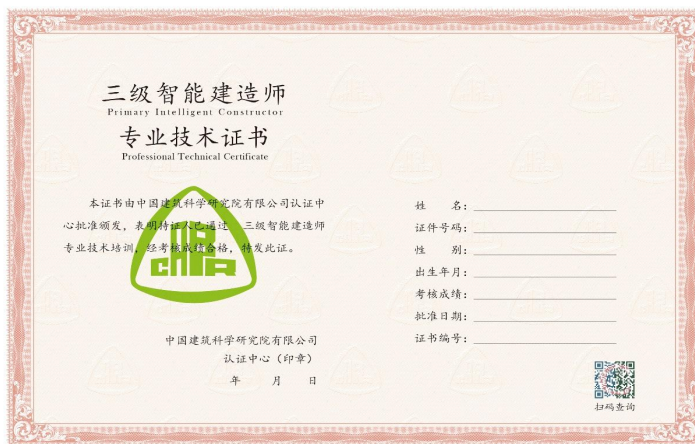 三级智能建造师
Primary Intelligent Constructor
专业技术证书
Professional Technical Certificate
本证书由中国建筑科学研究院有限公司认证中
心批准颁发，表明持证人已通过 三级智能建造师
专业技术培训，经考核成绩合格，特发此证。
中国建筑科学研究院有限公司
认证中心（印章）
年 月 日
姓 名：
证件号码：
性 别：
出生年月：
考核成绩：
批准日期：
证书编号：
扫码查询